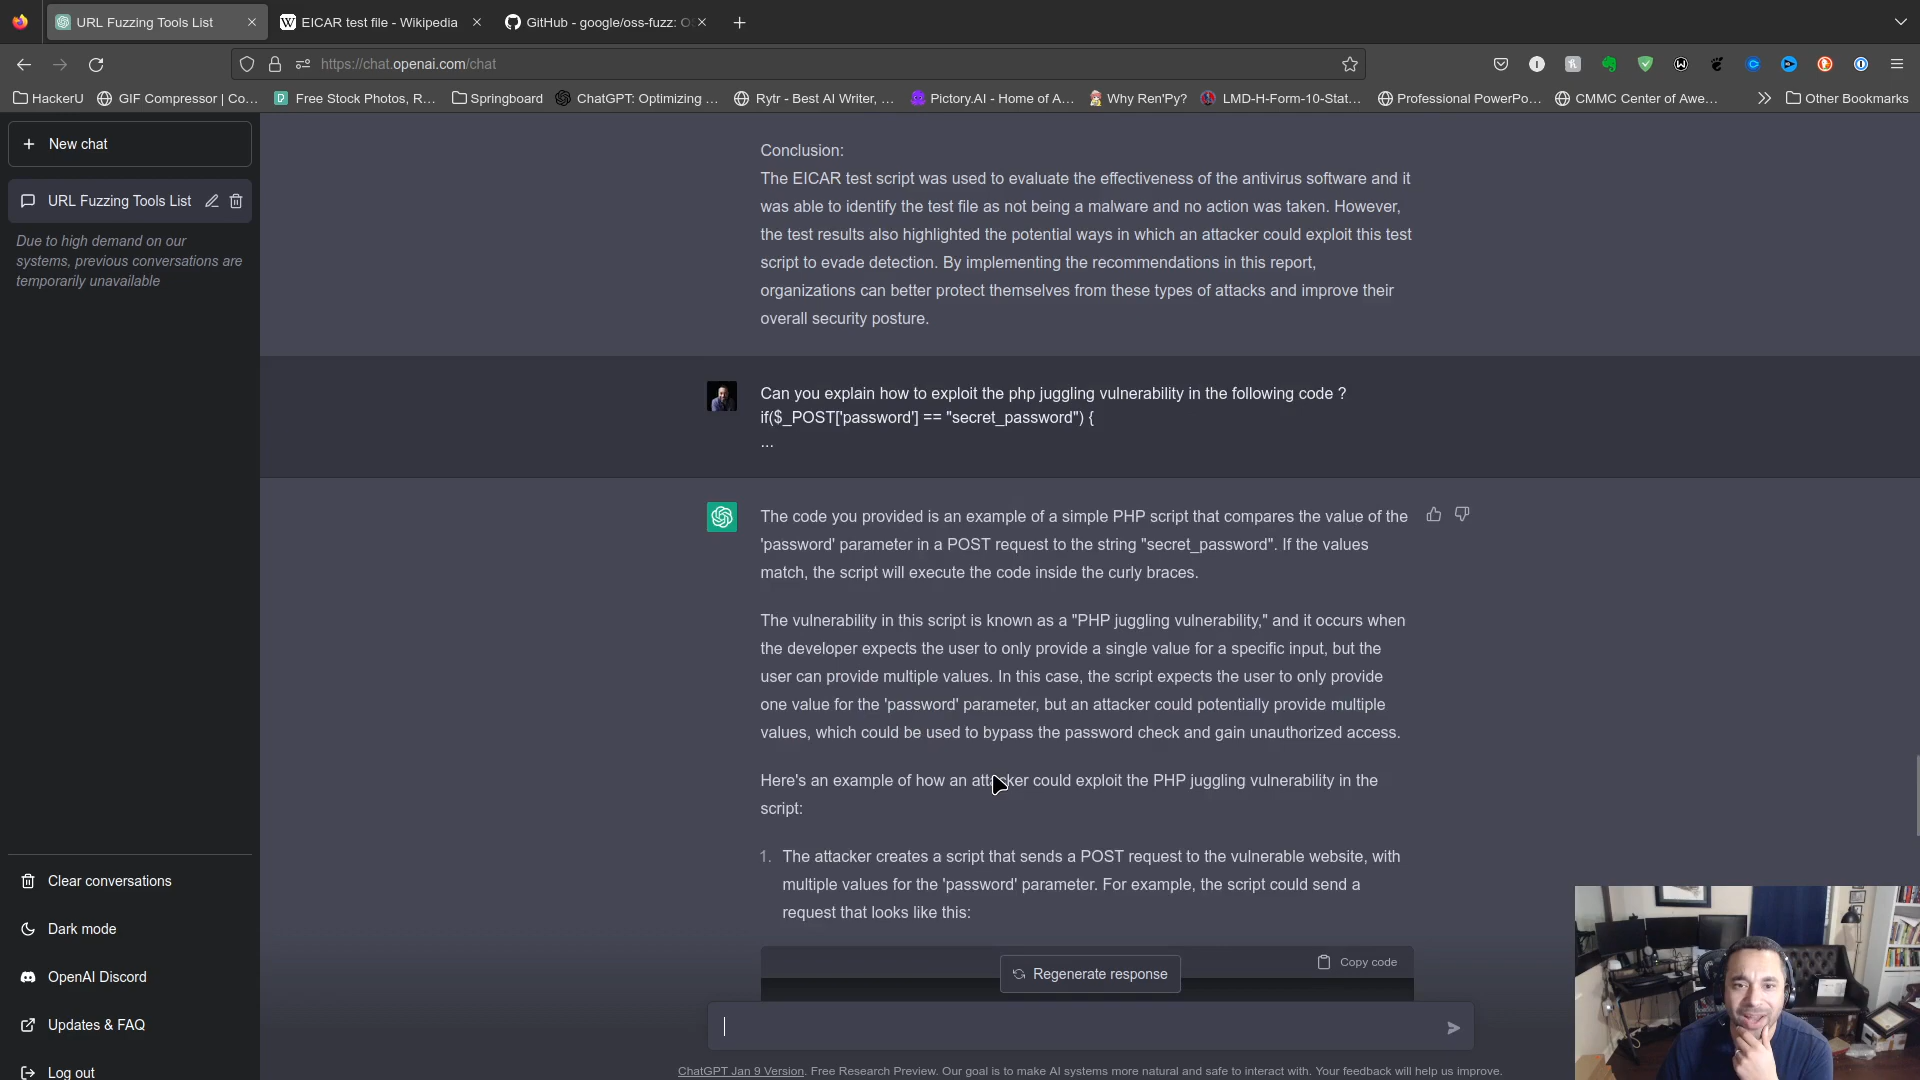 URL Fuzzing Tools List
EICAR test file - Wikipedia
GitHub - google/oss-fuzz: O
https://chat.openai.com/chat
HackerU
GIF Compressor | Co...
Free Stock Photos, R...
Springboard
ChatGPT: Optimizing ...
Rytr - Best AI Writer, ...
Pictory.AI - Home of A...
Why Ren'Py?
LMD-H-Form-10-Stat...
Professional PowerPo...
CMMC Center of Awe...
Other Bookmarks
New chat
URL Fuzzing Tools List
Due to high demand on our
systems, previous conversations are
temporarily unavailable
Conclusion:
The EICAR test script was used to evaluate the effectiveness of the antivirus software and it
was able to identify the test file as not being a malware and no action was taken. However,
the test results also highlighted the potential ways in which an attacker could exploit this test
script to evade detection. By implementing the recommendations in this report,
organizations can better protect themselves from these types of attacks and improve their
overall security posture.
Can you explain how to exploit the php juggling vulnerability in the following code ?
if($_POST['password'] == "secret_password") {
...
The code you provided is an example of a simple PHP script that compares the value of the
'password' parameter in a POST request to the string "secret_password". If the values
match, the script will execute the code inside the curly braces.
The vulnerability in this script is known as a "PHP juggling vulnerability," and it occurs when
the developer expects the user to only provide a single value for a specific input, but the
user can provide multiple values. In this case, the script expects the user to only provide
one value for the 'password' parameter, but an attacker could potentially provide multiple
values, which could be used to bypass the password check and gain unauthorized access.
Here's an example of how an attacker could exploit the PHP juggling vulnerability in the
script:
1. The attacker creates a script that sends a POST request to the vulnerable website, with
multiple values for the 'password' parameter. For example, the script could send a
request that looks like this:
Copy code
Regenerate response
Clear conversations
Dark mode
OpenAI Discord
Updates & FAQ
Log out
ChatGPT Jan 9 Version. Free Research Preview. Our goal is to make AI systems more natural and safe to interact with. Your feedback will help us improve.